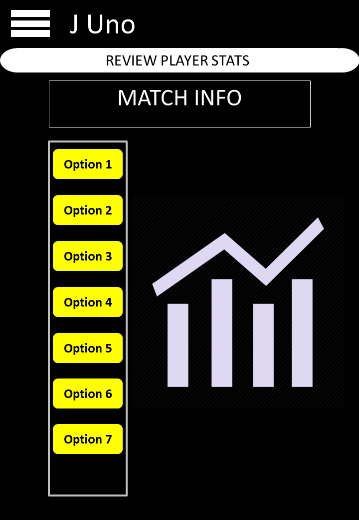 J Uno
REVIEW PLAYER STATS
MATCH INFO
Option 1
Option 2
Option 3
Option 4
Option 5
Option 6
Option 7